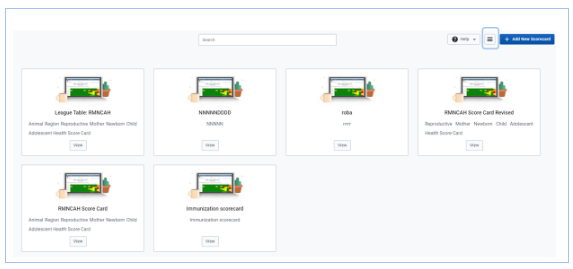 Search
Help
+ Add New Scorecard
League Table: RMNCAH
Animal Region Reproductive Mother Newborn Child
Adolescent Health Score Card
View
NNNNNDDDD
NNNNN
View
roba
rrrr
View
RMNCAH Score Card Revised
Reproductive Mother Newborn Child Adolescent
Health Score Card
View
RMNCAH Score Card
Animal Region Reproductive Mother Newborn Child
Adolescent Health Score Card
View
Immunization scorecard
Immunization scorecard
View